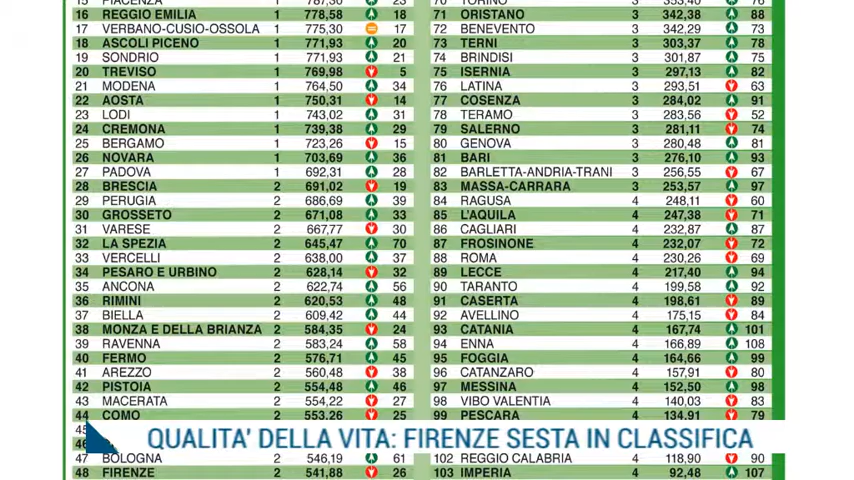 15 PIACENZA 1 787,30 23
16 REGGIO EMILIA 1 778,58 18
17 VERBANO-CUSIO-OSSOLA 1 775,30 17
18 ASCOLI PICENO 1 771,93 20
19 SONDRIO 1 771,93 21
20 TREVISO 1 769,98 5
21 MODENA 1 764,50 34
22 AOSTA 1 750,31 14
23 LODI 1 743,02 31
24 CREMONA 1 739,38 29
25 BERGAMO 1 723,26 15
26 NOVARA 1 703,69 36
27 PADOVA 1 692,31 28
28 BRESCIA 2 691,02 19
29 PERUGIA 2 686,69 39
30 GROSSETO 2 671,08 33
31 VARESE 2 667,77 30
32 LA SPEZIA 2 645,47 70
33 VERCELLI 2 638,00 37
34 PESARO E URBINO 2 628,14 32
35 ANCONA 2 622,74 56
36 RIMINI 2 620,53 48
37 BIELLA 2 609,42 44
38 MONZA E DELLA BRIANZA 2 584,35 24
39 RAVENNA 2 583,24 58
40 FERMO 2 576,71 45
41 AREZZO 2 560,48 38
42 PISTOIA 2 554,48 46
43 MACERATA 2 554,22 27
44 COMO 2 553,26 25
47 BOLOGNA 2 546,19 61
48 FIRENZE 2 541,88 26
70 TORINO 3 353,40 76
71 ORISTANO 3 342,38 88
72 BENEVENTO 3 342,29 73
73 TERNI 3 303,37 78
74 BRINDISI 3 301,87 75
75 ISERNIA 3 297,13 82
76 LATINA 3 293,51 63
77 COSENZA 3 284,02 91
78 TERAMO 3 283,56 52
79 SALERNO 3 281,11 74
80 GENOVA 3 280,48 81
81 BARI 3 276,10 93
82 BARLETTA-ANDRIA-TRANI 3 256,55 67
83 MASSA-CARRARA 3 253,57 97
84 RAGUSA 4 248,11 60
85 L'AQUILA 4 247,38 71
86 CAGLIARI 4 232,87 87
87 FROSINONE 4 232,07 72
88 ROMA 4 230,26 69
89 LECCE 4 217,40 94
90 TARANTO 4 199,58 92
91 CASERTA 4 198,61 89
92 AVELLINO 4 175,15 84
93 CATANIA 4 167,74 101
94 ENNA 4 166,89 108
95 FOGGIA 4 164,66 99
96 CATANZARO 4 157,91 80
97 MESSINA 4 152,50 98
98 VIBO VALENTIA 4 140,03 83
99 PESCARA 4 134,91 79
102 REGGIO CALABRIA 4 118,90 90
103 IMPERIA 4 92,48 107
QUALITA' DELLA VITA: FIRENZE SESTA IN CLASSIFICA